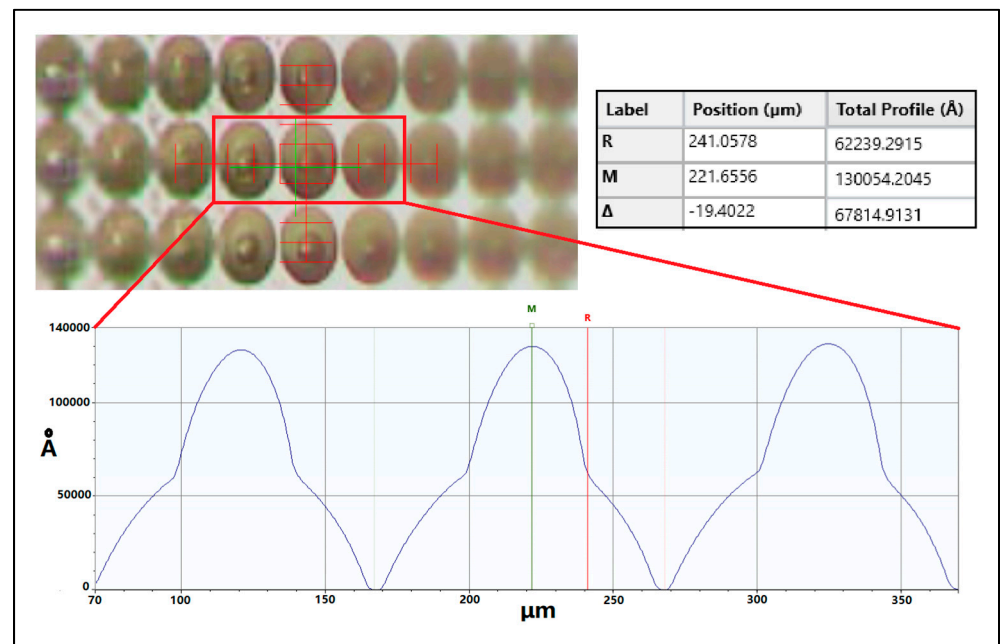 Label Position (µm) Total Profile (Å)
R 241.0578 62239.2915
M 221.6556 130054.2045
Δ -19.4022 67814.9131
M R
140000
100000
Å
50000
0
70 100 150 200 250 300 350
µm